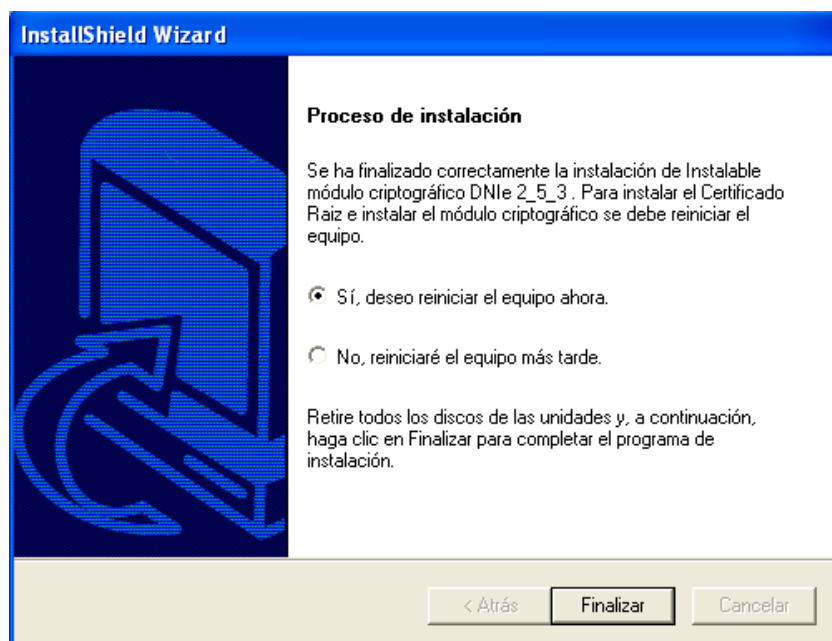 InstallShield Wizard
Proceso de instalación
Se ha finalizado correctamente la instalación de Instalable
módulo criptográfico DNIe 2_5_3 . Para instalar el Certificado
Raiz e instalar el módulo criptográfico se debe reiniciar el
equipo.
Sí, deseo reiniciar el equipo ahora.
No, reiniciaré el equipo más tarde.
Retire todos los discos de las unidades y, a continuación,
haga clic en Finalizar para completar el programa de
instalación.
< Atrás Finalizar Cancelar